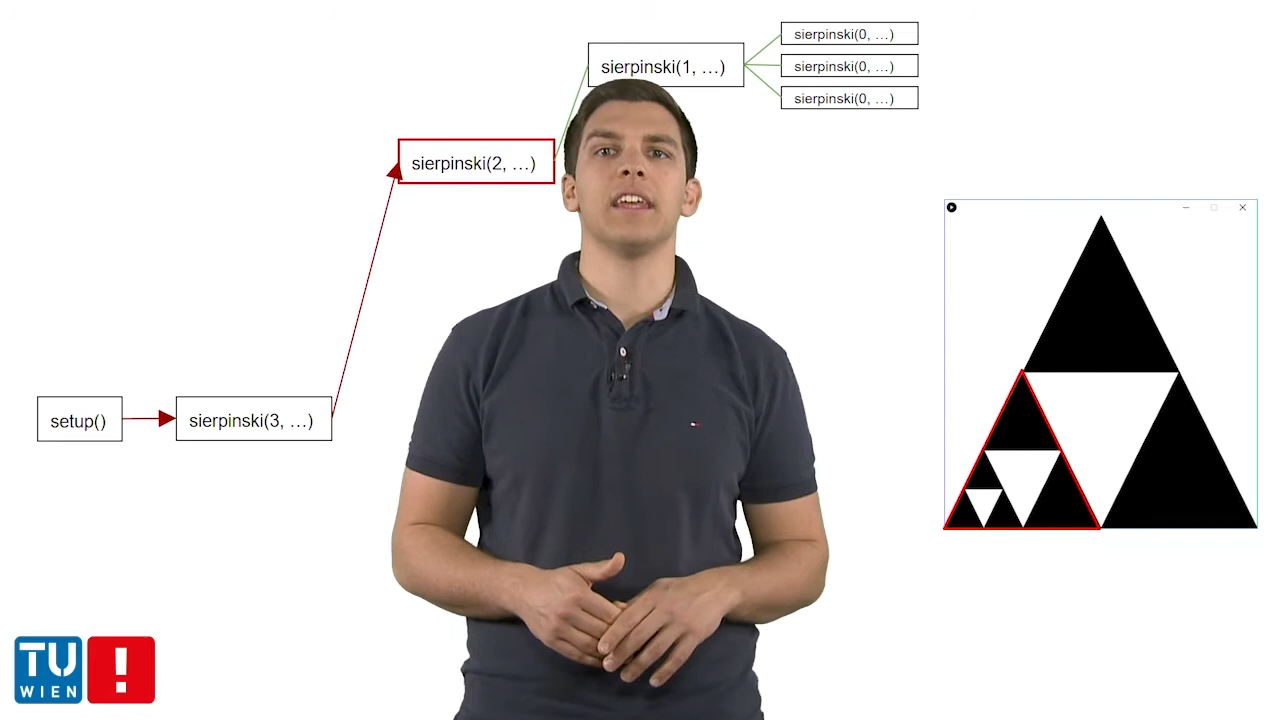 sierpinski(0, …)
sierpinski(1, …)
sierpinski(0, …)
sierpinski(0, …)
sierpinski(2, …)
setup()
sierpinski(3, …)
TU
WIEN
!